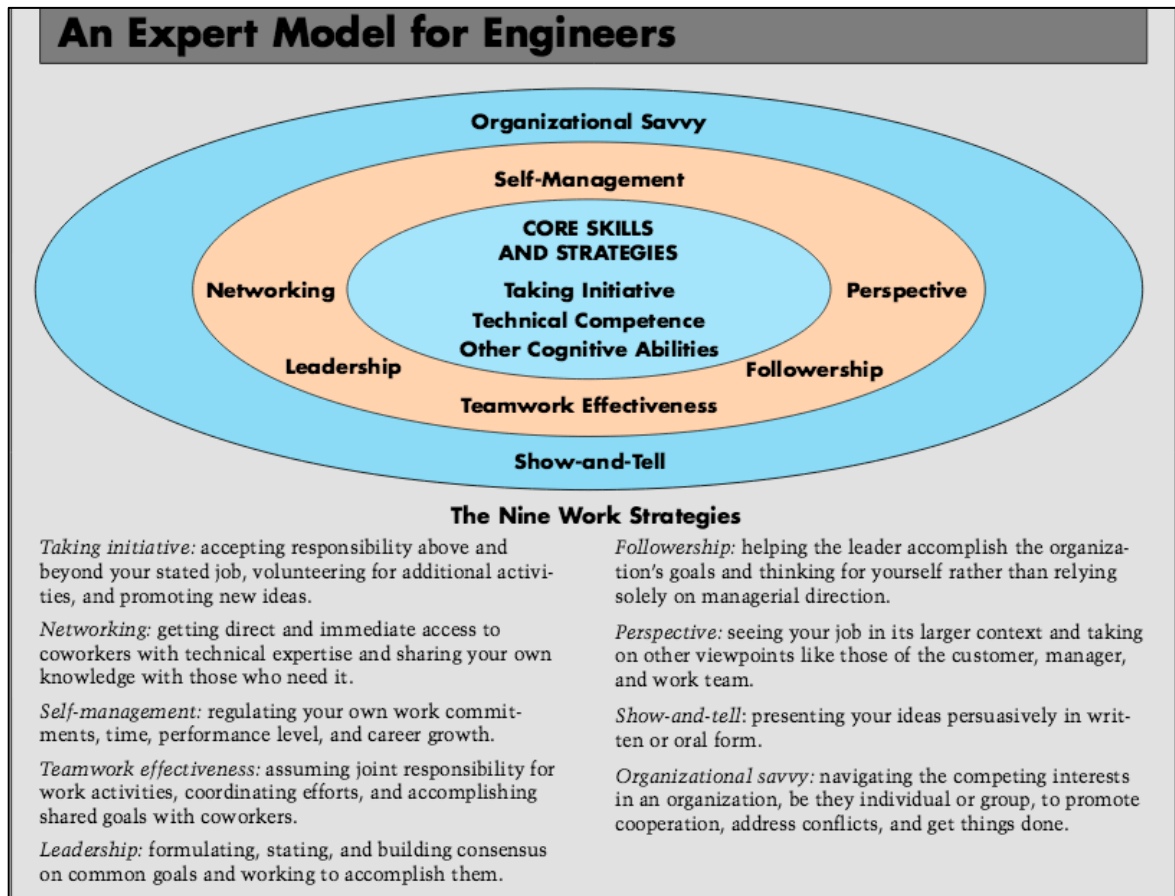 An Expert Model for Engineers
Organizational Savvy
Self-Management
CORE SKILLS
AND STRATEGIES
Networking
Taking Initiative
Perspective
Technical Competence
Other Cognitive Abilities
Leadership
Followership
Teamwork Effectiveness
Show-and-Tell
The Nine Work Strategies
Taking initiative: accepting responsibility above and
beyond your stated job, volunteering for additional activi-
ties, and promoting new ideas.
Networking: getting direct and immediate access to
coworkers with technical expertise and sharing your own
knowledge with those who need it.
Self-management: regulating your own work commit-
ments, time, performance level, and career growth.
Teamwork effectiveness: assuming joint responsibility for
work activities, coordinating efforts, and accomplishing
shared goals with coworkers.
Leadership: formulating, stating, and building consensus
on common goals and working to accomplish them.
Followership: helping the leader accomplish the organiza-
tion's goals and thinking for yourself rather than relying
solely on managerial direction.
Perspective: seeing your job in its larger context and taking
on other viewpoints like those of the customer, manager,
and work team.
Show-and-tell: presenting your ideas persuasively in writ-
ten or oral form.
Organizational savvy: navigating the competing interests
in an organization, be they individual or group, to promote
cooperation, address conflicts, and get things done.